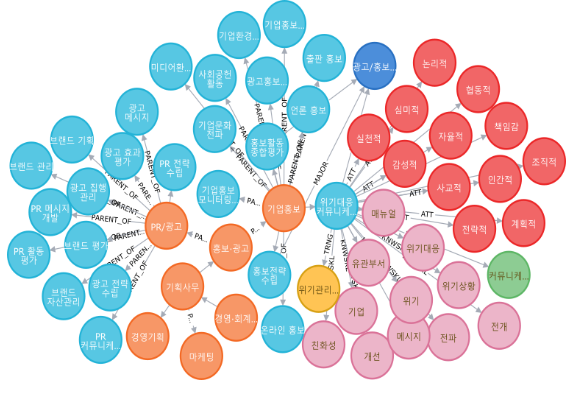 기업홍보...
기업환경...
출판 홍보
논리적
미디어환...
사회공헌
활동
광고홍보...
광고/홍보...
협동적
광고
메시지
언론 홍보
심미적
책임감
브랜드 기획
기업문화
전파
홍보활동
종합평가
실천적
자율적
조직적
브랜드 관리
광고 효과
평가
PR 전략
수립
감성적
인간적
광고 집행
관리
기업홍보
모니터링...
사교적
PR 메시지
개발
기업홍보
위기대응
커뮤니케...
매뉴얼
계획적
PR/광고
전략적
PR 활동
평가
브랜드 평가
홍보-광고
위기대응
유관부서
커뮤니케...
브랜드
자산관리
광고 전략
수립
기획사무
홍보전략
수립
위기관리...
위기상황
위기
기업
경영기획
경영-회계...
온라인 홍보
전개
PR
커뮤니케...
진화성
메시지
전파
마케팅
개선
PARENT_OF
MAJOR
ATT
ATT
ATT
ATT
PARENT_OF
PARENT_OF
PA...
PA...
P...
P...